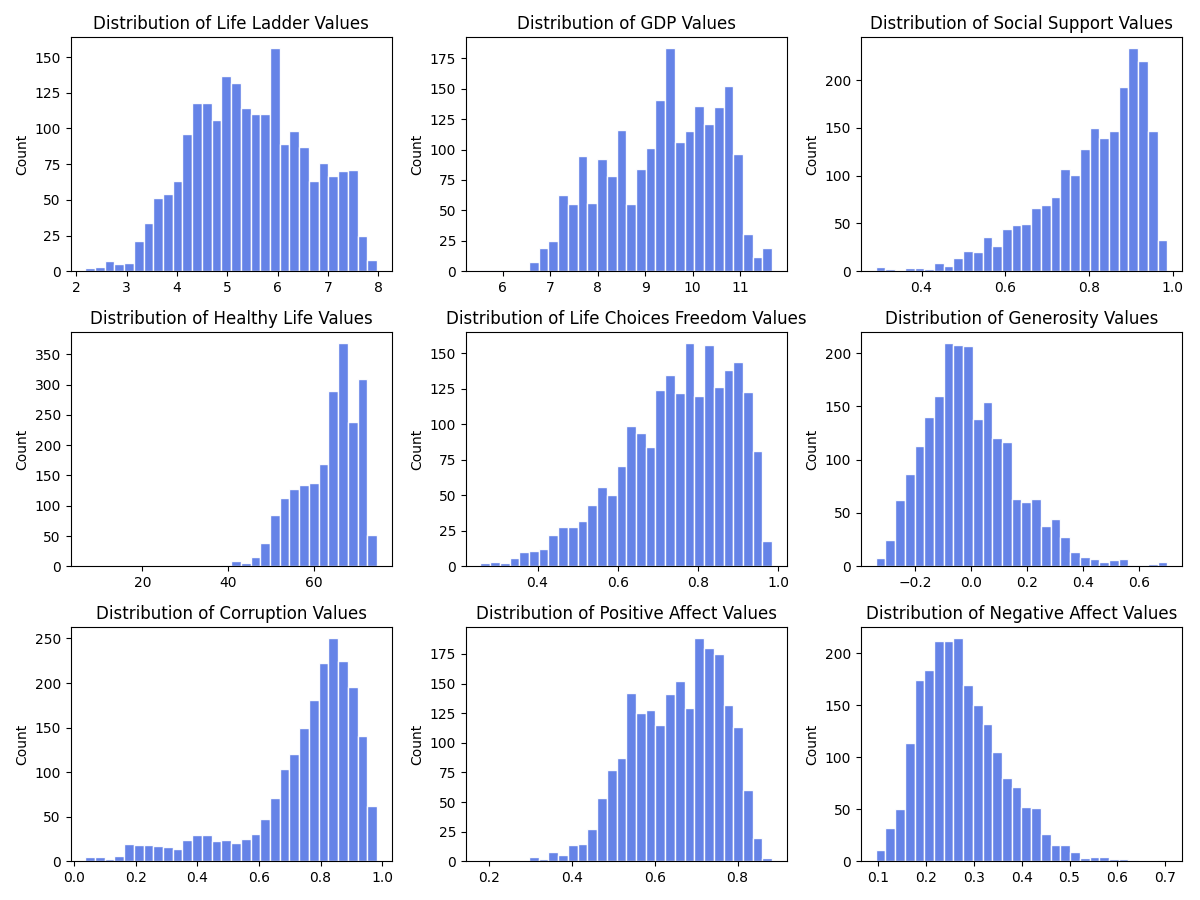 Distribution of Life Ladder Values
Count
150
125
100
75
50
25
0
2 3 4 5 6 7 8
Distribution of GDP Values
Count
175
150
125
100
75
50
25
0
6 7 8 9 10 11
Distribution of Social Support Values
Count
200
150
100
50
0
0.4 0.6 0.8 1.0
Distribution of Healthy Life Values
Count
350
300
250
200
150
100
50
0
20 40 60
Distribution of Life Choices Freedom Values
Count
150
125
100
75
50
25
0
0.4 0.6 0.8 1.0
Distribution of Generosity Values
Count
200
150
100
50
0
−0.2 0.0 0.2 0.4 0.6
Distribution of Corruption Values
Count
250
200
150
100
50
0
0.0 0.2 0.4 0.6 0.8 1.0
Distribution of Positive Affect Values
Count
175
150
125
100
75
50
25
0
0.2 0.4 0.6 0.8
Distribution of Negative Affect Values
Count
200
150
100
50
0
0.1 0.2 0.3 0.4 0.5 0.6 0.7